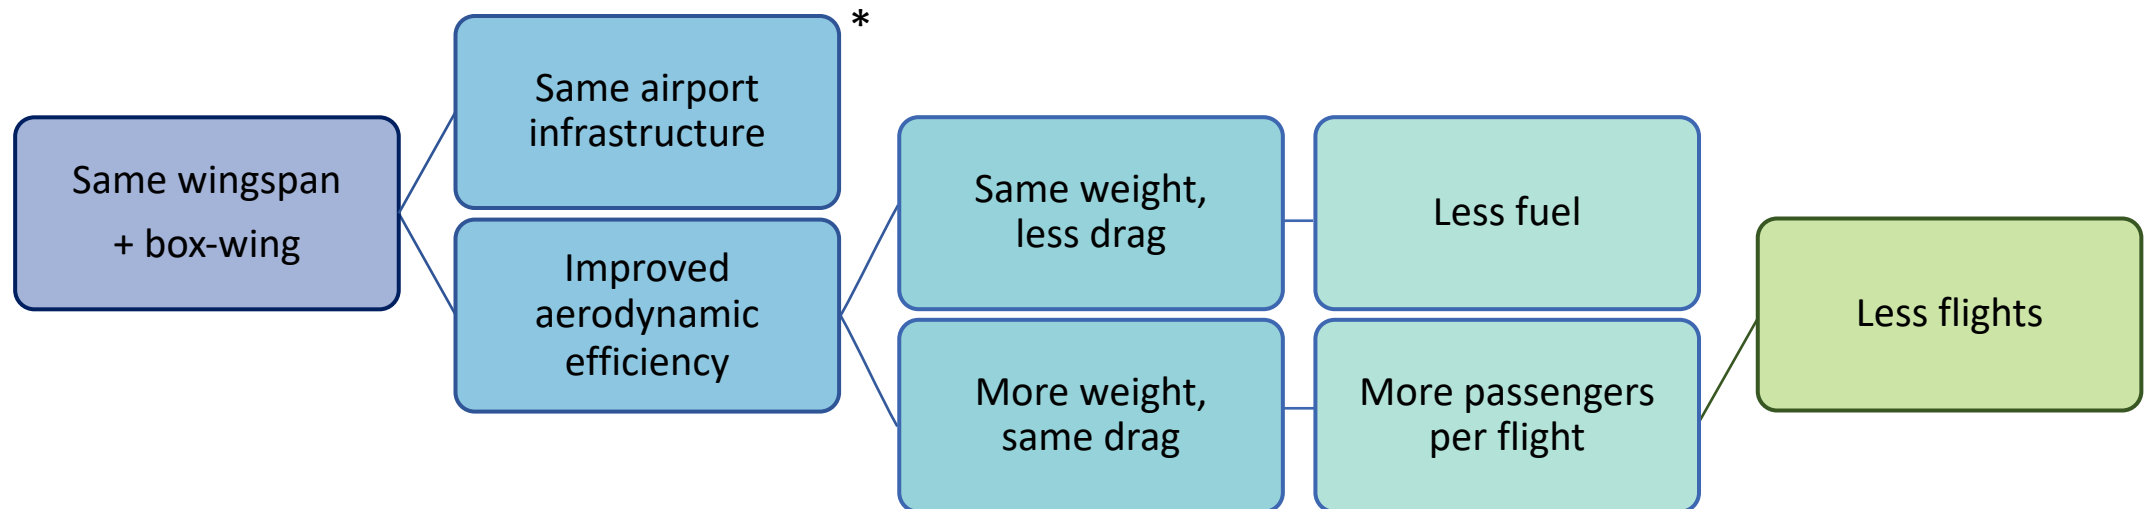 Same wingspan
+ box-wing
Same airport
infrastructure
*
Improved
aerodynamic
efficiency
Same weight,
less drag
More weight,
same drag
Less fuel
More passengers
per flight
Less flights